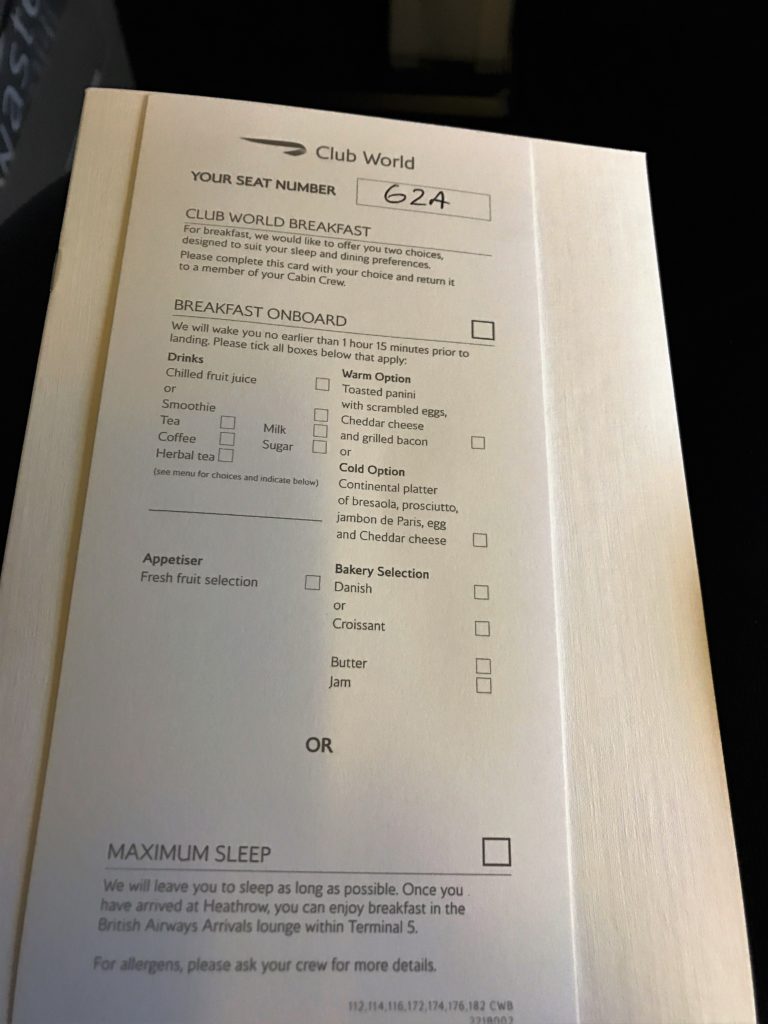 Club World
YOUR SEAT NUMBER 62A
CLUB WORLD BREAKFAST
For breakfast, we would like to offer you two choices,
designed to suit your sleep and dining preferences.
Please complete this card with your choice and return it
to a member of your Cabin Crew.
BREAKFAST ONBOARD
We will wake you no earlier than 1 hour 15 minutes prior to
landing. Please tick all boxes below that apply:
Drinks
Chilled fruit juice
or
Smoothie
Tea Milk
Coffee Sugar
Herbal tea
(see menu for choices and indicate below)
Warm Option
Toasted panini
with scrambled eggs,
Cheddar cheese
and grilled bacon
or
Cold Option
Continental platter
of bresaola, prosciutto,
jambon de Paris, egg
and Cheddar cheese
Appetiser
Fresh fruit selection
Bakery Selection
Danish
or
Croissant
Butter
Jam
OR
MAXIMUM SLEEP
We will leave you to sleep as long as possible. Once you
have arrived at Heathrow, you can enjoy breakfast in the
British Airways Arrivals lounge within Terminal 5.
For allergens, please ask your crew for more details.
112,114,116,172,174,176,182 CWB